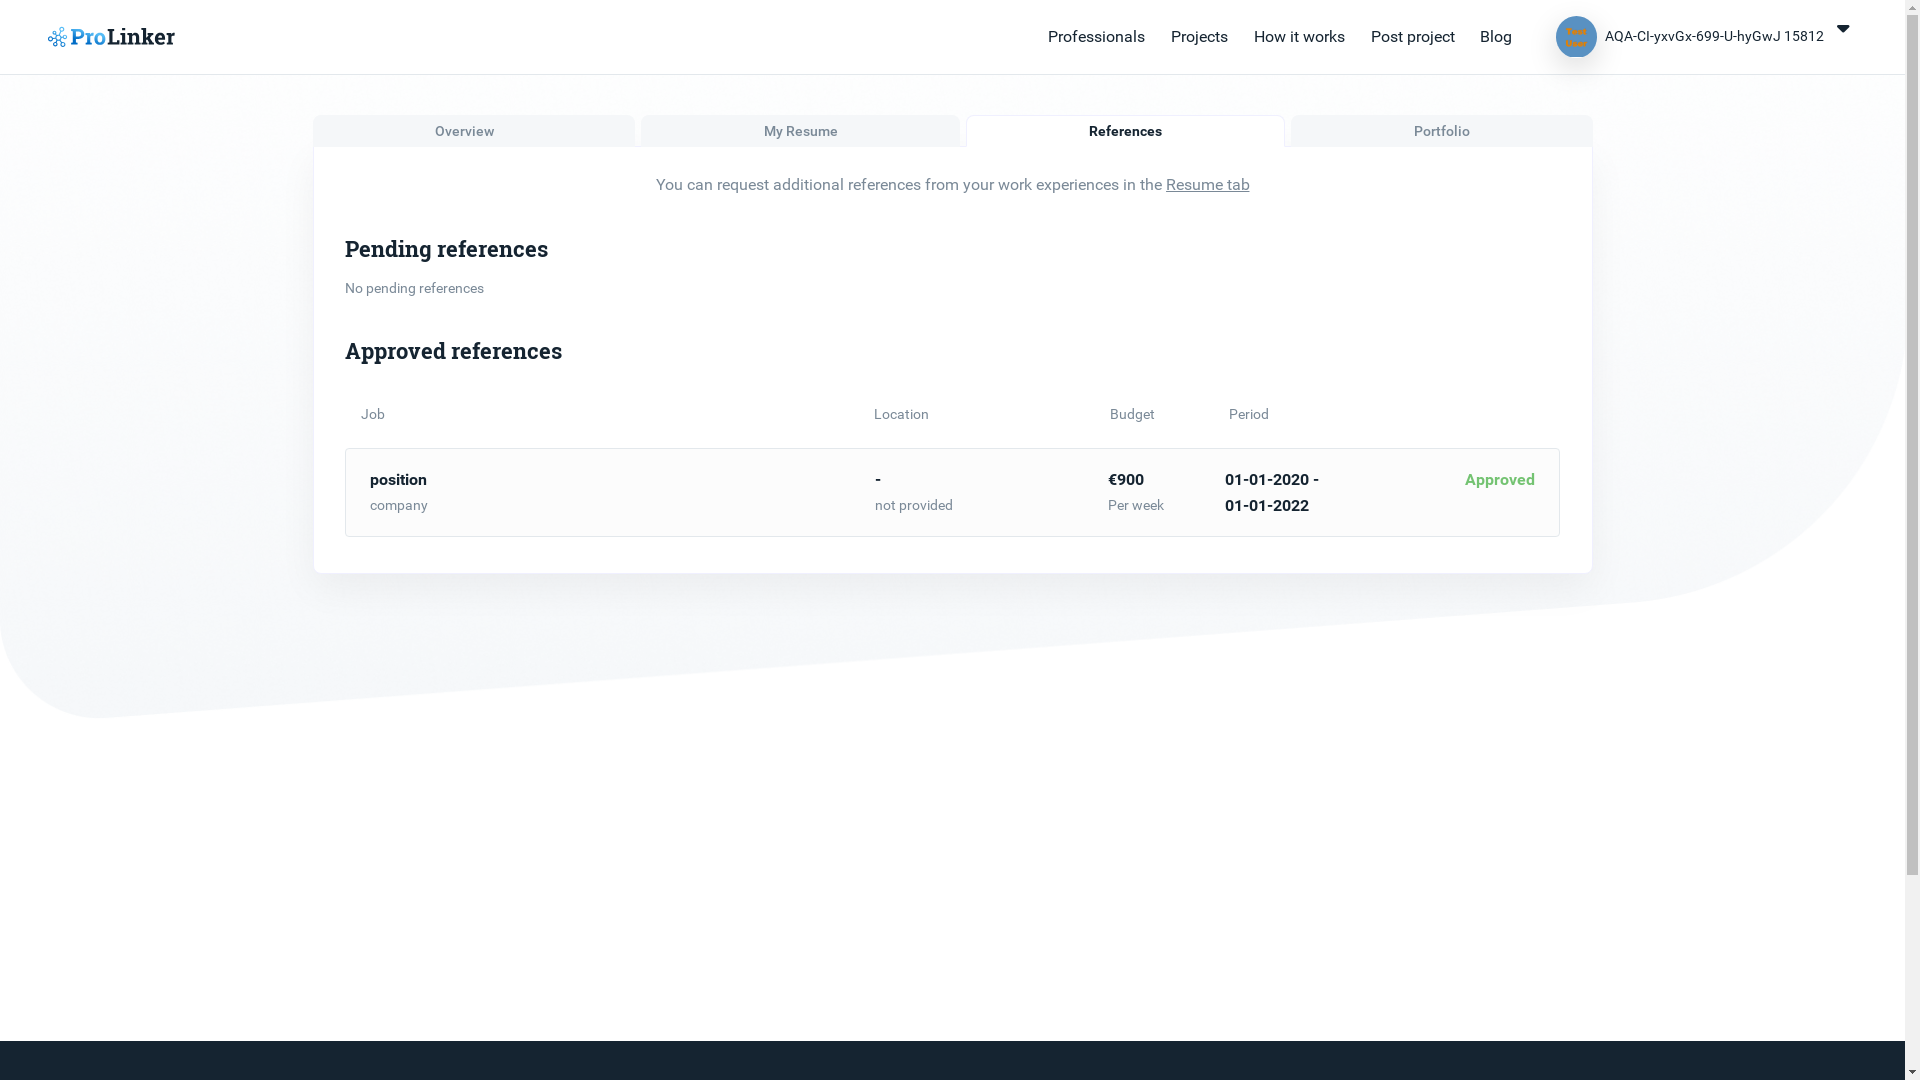 ProLinker
Professionals
Projects
How it works
Post project
Blog
Test
User
AQA-CI-yxvGx-699-U-hyGwJ 15812
Overview
My Resume
References
Portfolio
You can request additional references from your work experiences in the Resume tab
Pending references
No pending references
Approved references
Job Location Budget Period
position - €900 01-01-2020 - Approved
company not provided Per week 01-01-2022